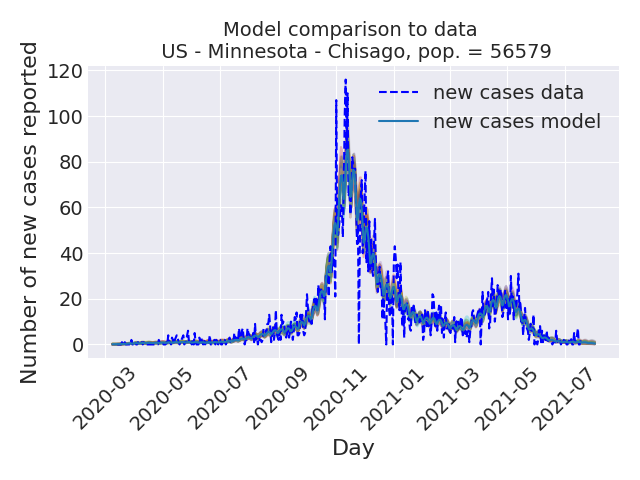 Model comparison to data
US - Minnesota - Chisago, pop. = 56579
Number of new cases reported
120
100
80
60
40
20
0
new cases data
new cases model
2020-03
2020-05
2020-07
2020-09
2020-11
2021-01
2021-03
2021-05
2021-07
Day